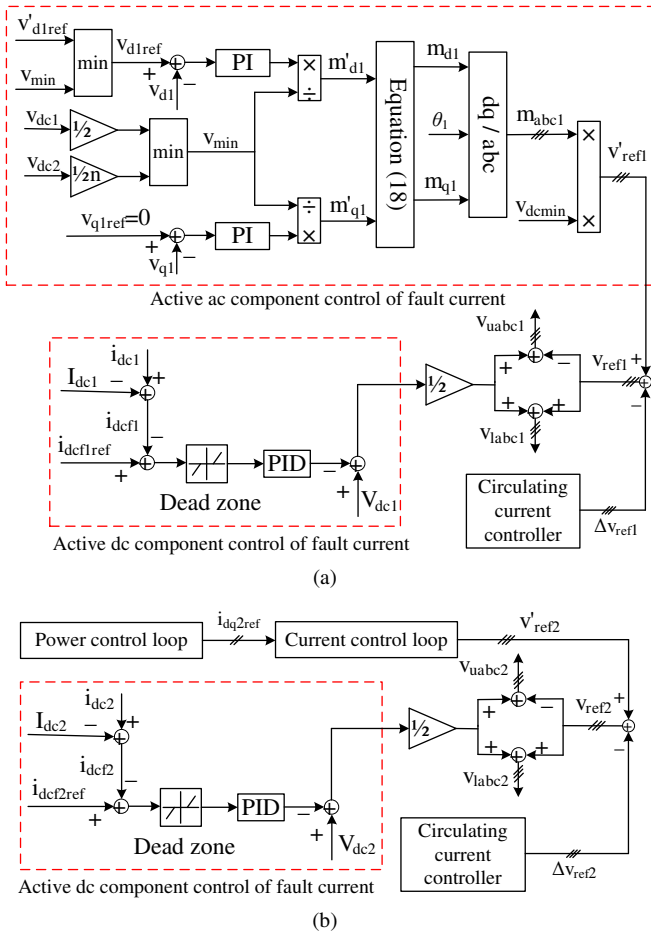 v'd1ref
vmin
min
vd1ref
+
−
vd1
PI
×
÷
m'd1
vdc1
½
vdc2
½n
min
vmin
vq1ref=0
+
−
vq1
PI
÷
×
m'q1
Equation (18)
md1
θ1
mq1
dq / abc
mabc1
vdcmin
×
×
v'ref1
Active ac component control of fault current
idc1
Idc1
−
+
idcf1
−
idcf1ref
+
Dead zone
PID
−
+
Vdc1
Active dc component control of fault current
½
vuabc1
+
−
+
+
vlabc1
vref1
+
−
Circulating
current
controller
Δvref1
(a)
Power control loop
idq2ref
Current control loop
v'ref2
idc2
Idc2
−
+
idcf2
−
idcf2ref
+
Dead zone
PID
−
+
Vdc2
Active dc component control of fault current
½
vuabc2
+
−
+
+
vlabc2
vref2
+
−
Circulating
current
controller
Δvref2
(b)